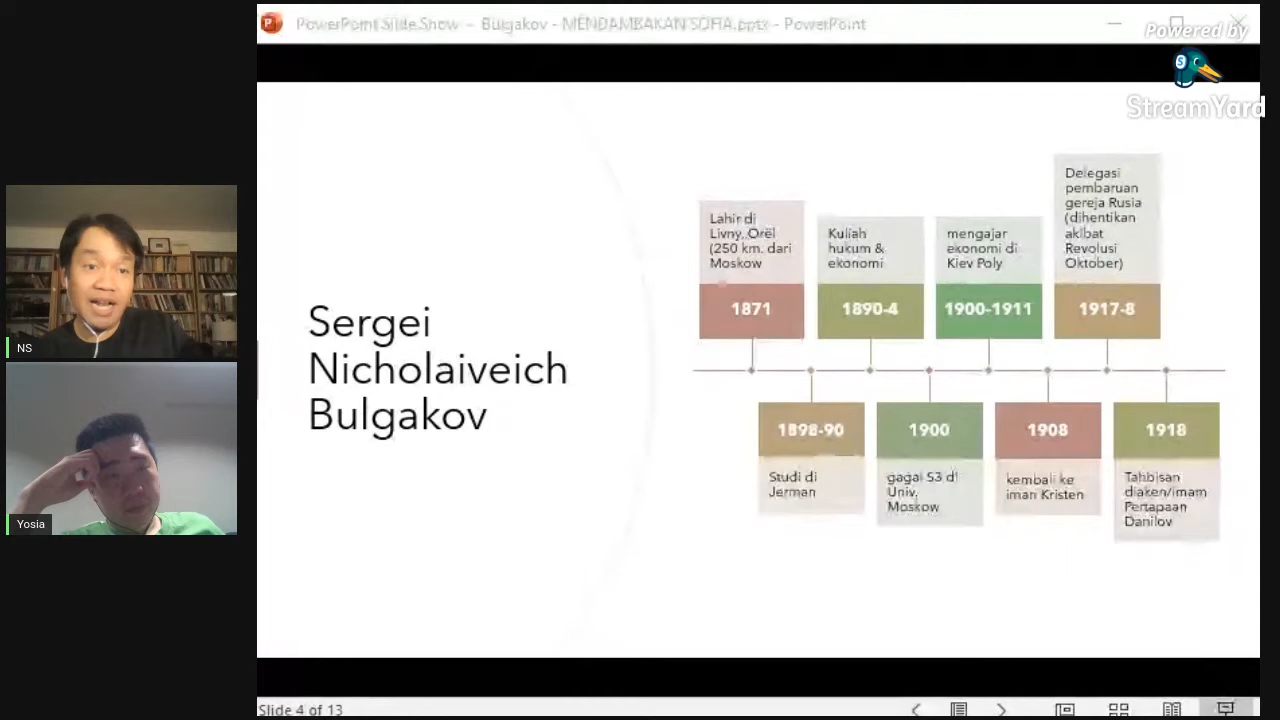 PowerPoint Slide Show - Bulgakov - MENDAMBAKAN SOFIA.pptx - PowerPoint
Powered by
StreamYard
NS
Yosia
Sergei
Nicholaiveich
Bulgakov
Lahir di
Livny, Orel
(250 km. dari
Moskow
1871
1898-90
Studi di
Jerman
Kuliah
hukum &
ekonomi
1890-4
1900
gagal S3 di
Univ.
Moskow
mengajar
ekonomi di
Kiev Poly
1900-1911
1908
kembali ke
iman Kristen
Delegasi
pembaruan
gereja Rusia
(dihentikan
akibat
Revolusi
Oktober)
1917-8
1918
Tahbisan
diaken/imam
Pertapaan
Danilov
Slide 4 of 13